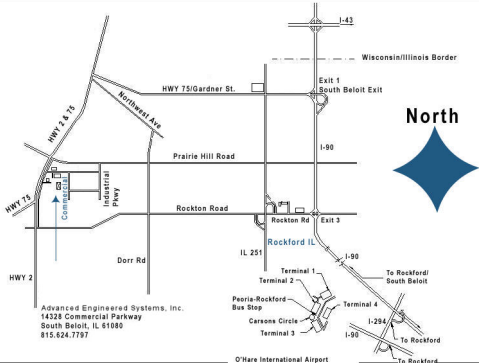 I-43
Wisconsin/Illinois Border
Exit 1
South Beloit Exit
HWY 75/Gardner St.
Northwest Ave
HWY 2 & 75
North
I-90
Prairie Hill Road
Industrial
Pkwy
Commercial
HWY 75
Rockton Road
Rockton Rd
Exit 3
Rockford IL
IL 251
I-90
Dorr Rd
HWY 2
To Rockford/
South Beloit
Terminal 1
Terminal 2
Peoria-Rockford
Bus Stop
Terminal 4
Carsons Circle
Terminal 3
I-294
To Rockford
I-90
To Rockford
Advanced Engineered Systems, Inc.
14328 Commercial Parkway
South Beloit, IL 61080
815.624.7797
O'Hare International Airport